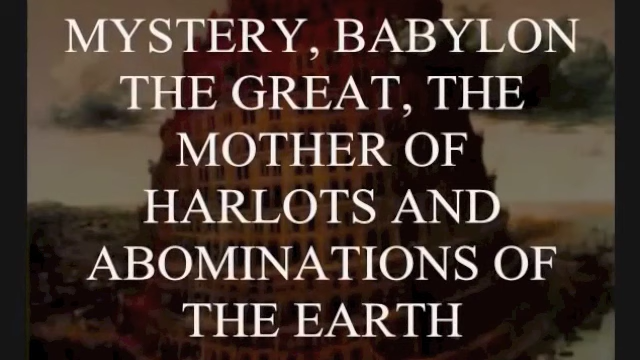 MYSTERY, BABYLON
THE GREAT, THE
MOTHER OF
HARLOTS AND
ABOMINATIONS OF
THE EARTH